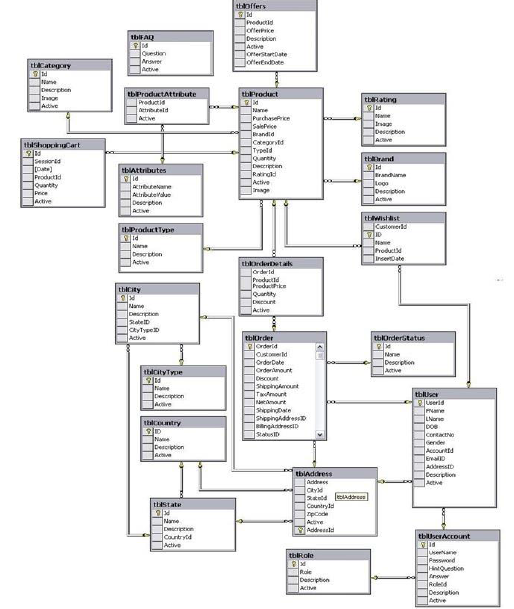 tblOffers
Id
ProductId
OfferPrice
Description
Active
OfferStartDate
OfferEndDate
tblFAQ
Id
Question
Answer
Active
tblCategory
Id
Name
Description
Image
Active
tblProductAttribute
ProductId
AttributeId
Active
tblProduct
Id
Name
PurchasePrice
SalePrice
BrandId
CategoryId
TypeId
Quantity
Description
RatingId
Active
Image
tblRating
Id
Name
Image
Description
Active
tblShoppingCart
Id
SessionId
[Date]
ProductId
Quantity
Price
Active
tblAttributes
Id
AttributeName
AttributeValue
Description
Active
tblBrand
Id
BrandName
Logo
Description
Active
tblWishlist
CustomerId
ID
Name
ProductId
InsertDate
tblProductType
Id
Name
Description
Active
tblOrderDetails
OrderId
ProductId
ProductPrice
Quantity
Discount
Active
tblCity
Id
Name
Description
StateID
CityTypeID
Active
tblOrder
OrderId
CustomerId
OrderDate
OrderAmount
Discount
ShippingAmount
TaxAmount
NetAmount
ShippingDate
ShippingAddressID
BillingAddressID
StatusID
tblOrderStatus
Id
Name
Description
Active
tblCityType
Id
Name
Description
Active
tblUser
UserId
FName
LName
DOB
ContactNo
Gender
AccountId
EmailID
AddressID
Description
Active
tblCountry
ID
Name
Description
Active
tblAddress
Address
CityId
StateId
CountryId
ZipCode
Active
AddressId
tblAddress
tblState
Id
Name
Description
CountryId
Active
tblRole
Id
Role
Description
Active
tblUserAccount
Id
UserName
Password
HintQuestion
Answer
RoleId
Description
Active